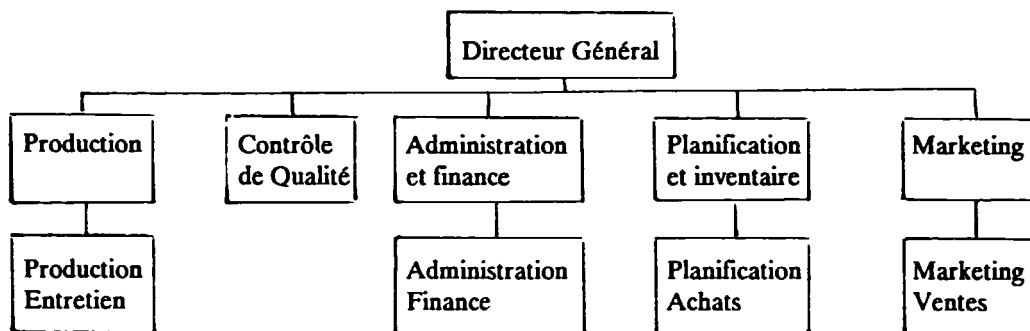 Directeur Général
Production
Contrôle
de Qualité
Administration
et finance
Planification
et inventaire
Marketing
Production
Entretien
Administration
Finance
Planification
Achats
Marketing
Ventes